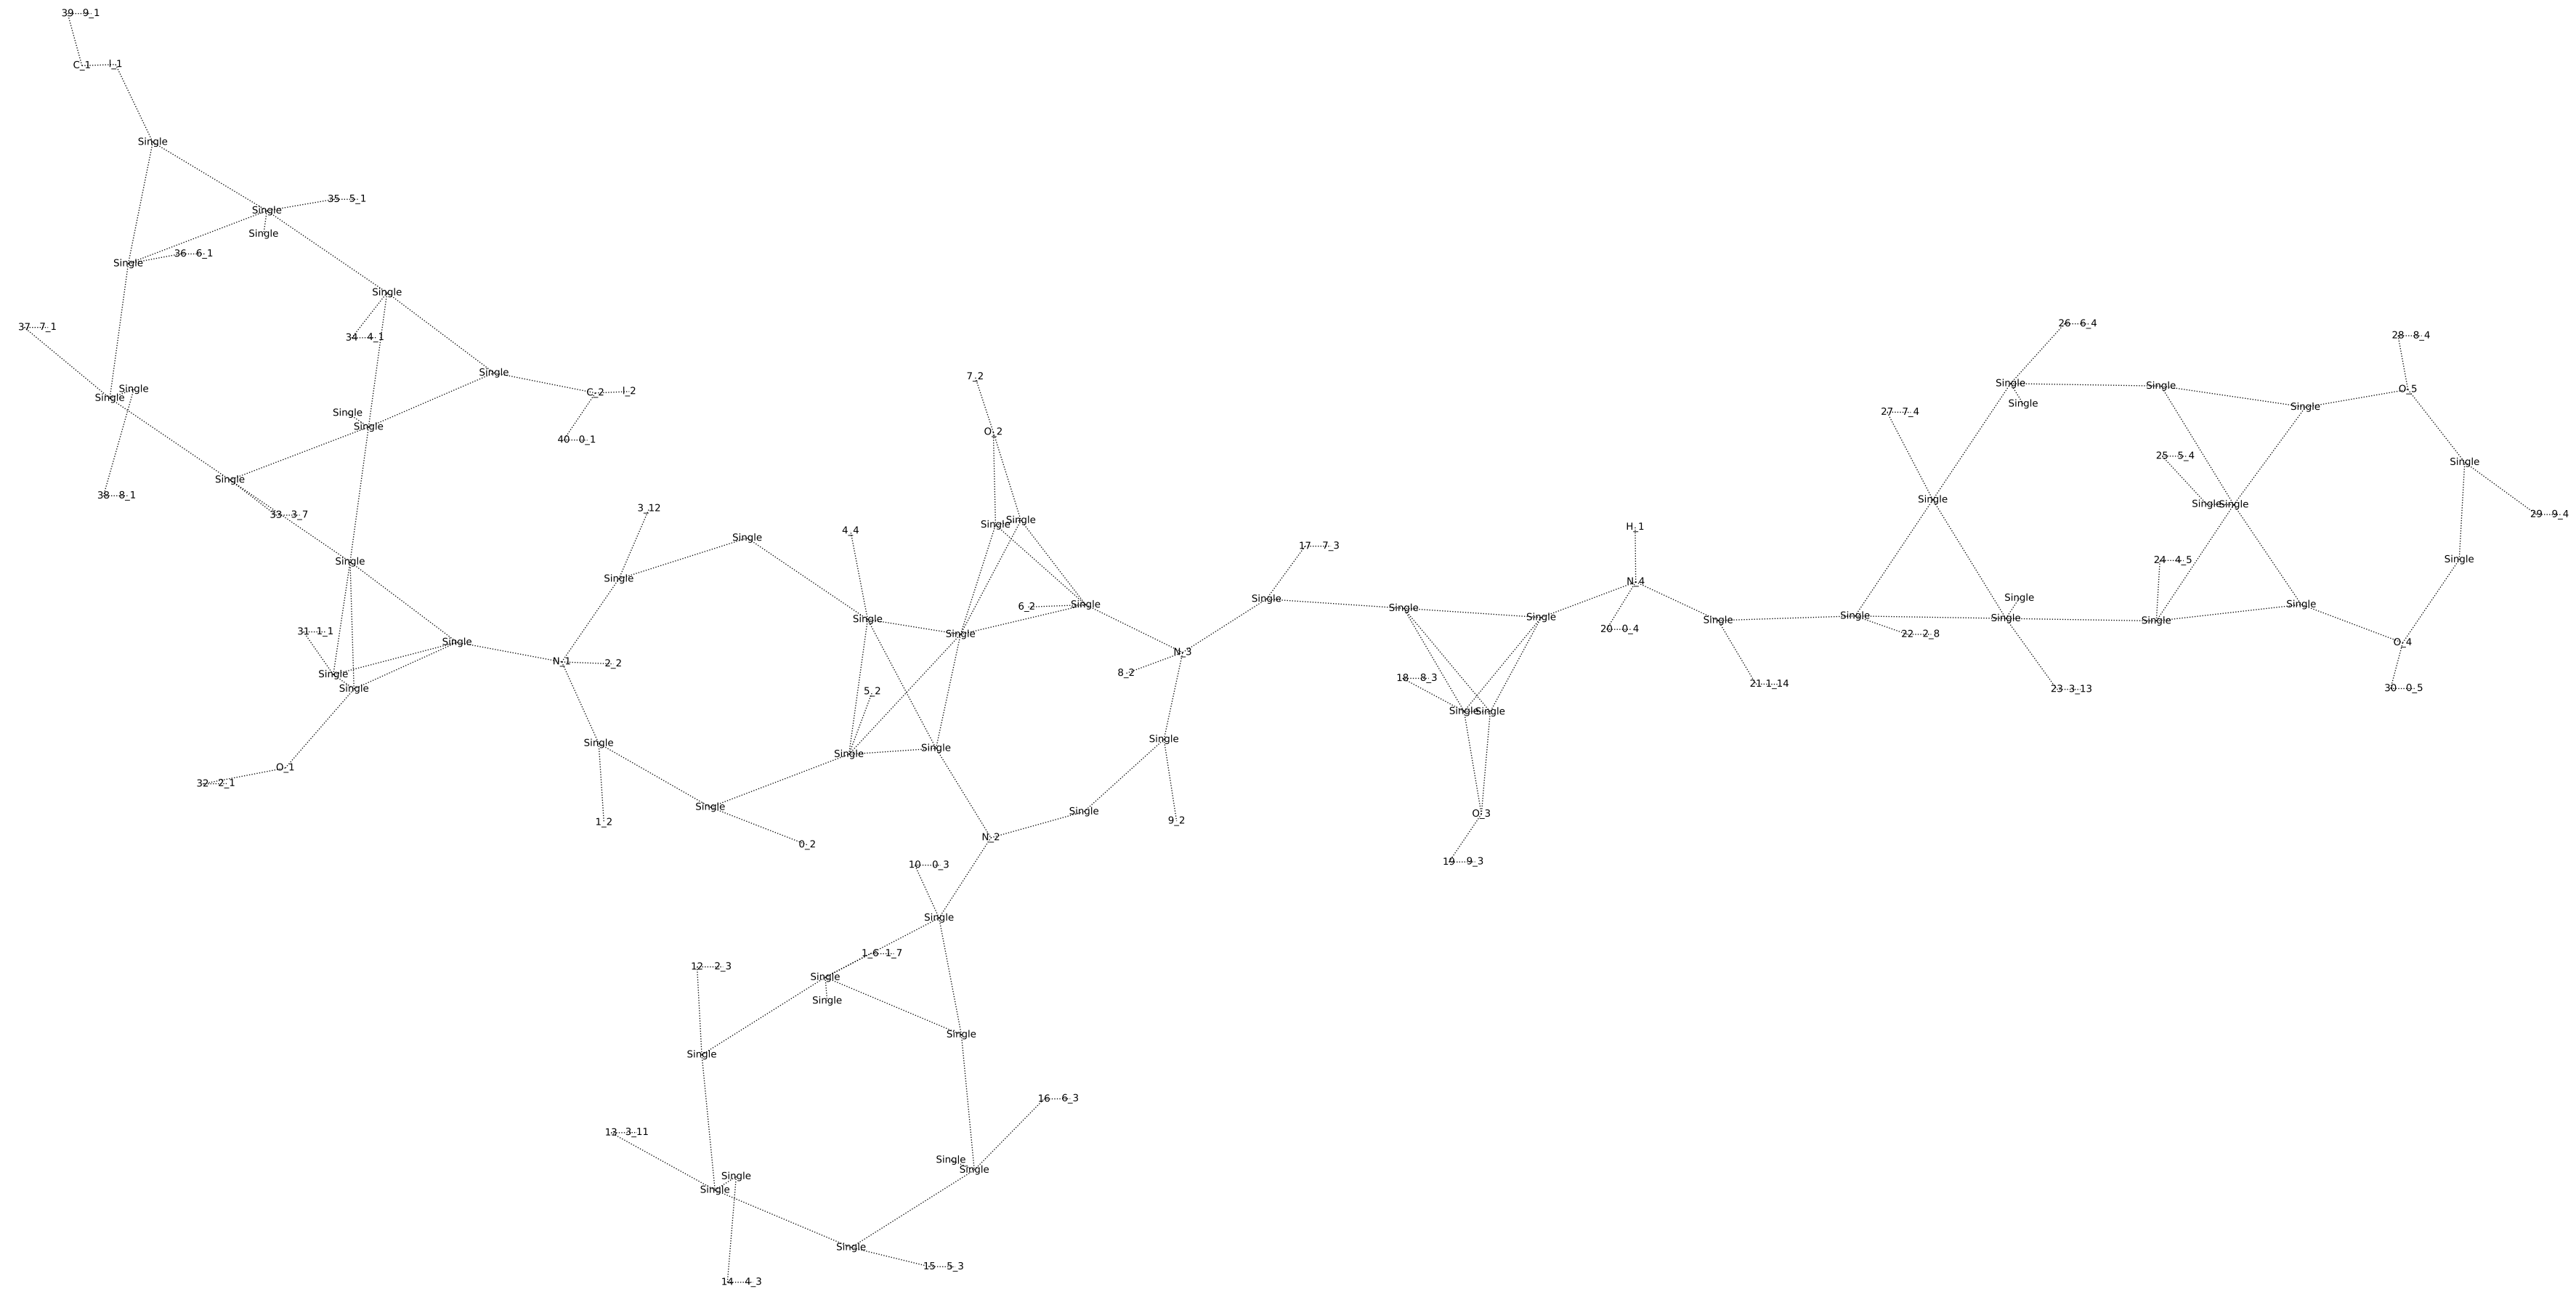 39 9_1
C_1 I_1
Single
35 5_1
Single
Single
36 6_1
Single
Single
26 6_4
37 7_1
28 8_4
34 4_1
Single
7_2
Single
Single
Single
Single
O_5
C_2 I_2
Single
Single
Single
27 7_4
Single
O_2
Single
40 0_1
25 5_4
Single
Single
38 8_1
Single
Single Single
3_12
33 3_7
29 9_4
Single
Single
H_1
4_4
Single
17 7_3
Single
24 4_5
Single
Single
N_4
Single
Single
Single
Single
6_2
Single
Single
Single
Single
Single
Single
Single
Single
20 0_4
31 1_1
Single
22 2_8
Single
O_4
N_3
N_1 2_2
8_2
Single
18 8_3
21 1_14
Single
23 3_13
30 0_5
5_2
Single Single
Single
Single
Single
Single
O_1
32 2_1
Single
Single
O_3
1_2
9_2
N_2
0_2
19 9_3
10 0_3
Single
1_6 1_7
12 2_3
Single
Single
Single
Single
16 6_3
13 3_11
Single
Single
Single
Single
Single
15 5_3
14 4_3